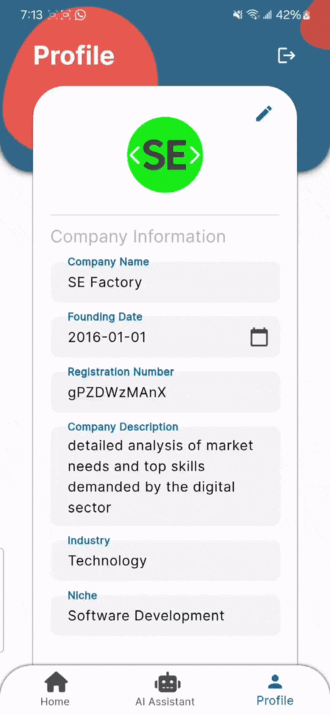 7:13
42%
Profile
<SE>
Company Information
Company Name
SE Factory
Founding Date
2016-01-01
Registration Number
gPZDWzMAnX
Company Description
detailed analysis of market
needs and top skills
demanded by the digital
sector
Industry
Technology
Niche
Software Development
Home
AI Assistant
Profile